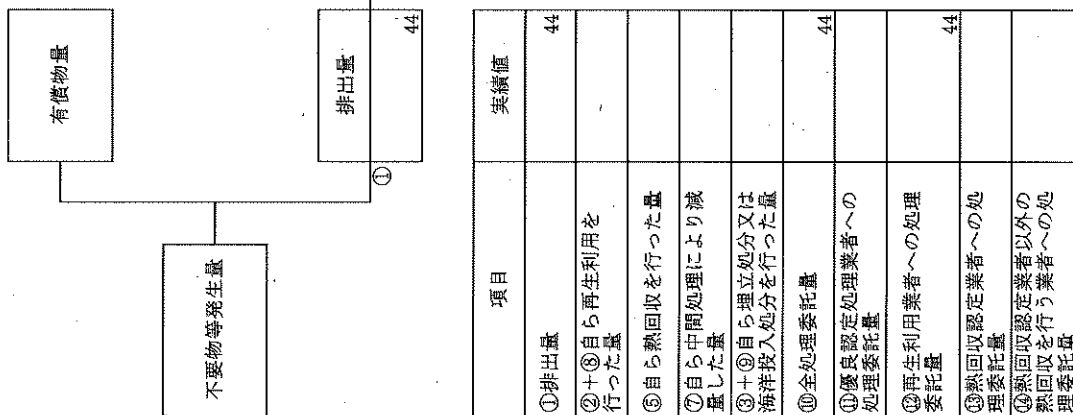 有償物量
不要物等発生量
①
排出量
44
項目
実績値
①排出量
44
②+⑧自ら再生利用を
行った量
⑤自ら熱回収を行った量
⑦自ら中間処理により減
量した量
③+⑨自ら埋立処分又は
海洋投入処分を行った量
⑩全処理委託量
44
⑪優良認定処理業者への
処理委託量
⑫再生利用業者への処理
委託量
44
⑬熱回収認定業者への処
理委託量
⑭熱回収認定業者以外の
熱回収を行う業者への処
理委託量